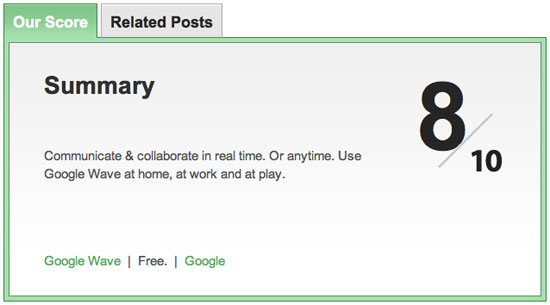 Our Score
Related Posts
Summary
8/10
Communicate & collaborate in real time. Or anytime. Use
Google Wave at home, at work and at play.
Google Wave | Free. | Google